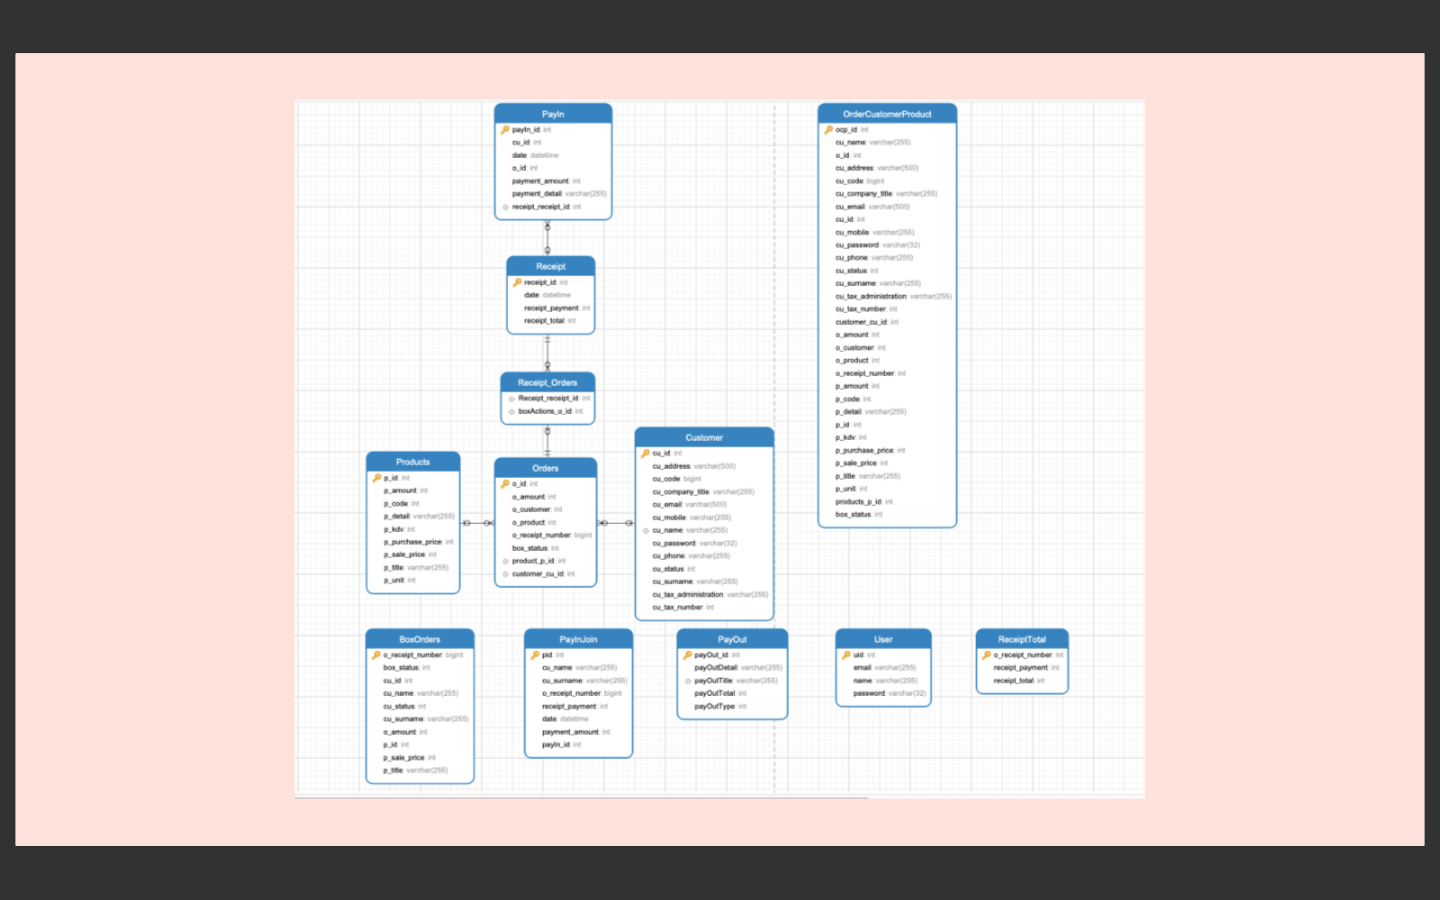 PayIn
payIn_id: int
cu_id: int
date: datetime
o_id: int
payment_amount: int
payment_detail: varchar(255)
receipt_receipt_id: int
Receipt
receipt_id: int
date: datetime
receipt_payment: int
receipt_total: int
Receipt_Orders
Receipt_receipt_id: int
boxActions_o_id: int
Products
p_id: int
p_amount: int
p_code: int
p_detail: varchar(255)
p_kdv: int
p_purchase_price: int
p_sale_price: int
p_title: varchar(255)
p_unit: int
Orders
o_id: int
o_amount: int
o_customer: int
o_product: int
o_receipt_number: bigint
box_status: int
product_p_id: int
customer_cu_id: int
Customer
cu_id: int
cu_address: varchar(500)
cu_code: bigint
cu_company_title: varchar(255)
cu_email: varchar(500)
cu_mobile: varchar(255)
cu_name: varchar(255)
cu_password: varchar(32)
cu_phone: varchar(255)
cu_status: int
cu_surname: varchar(255)
cu_tax_administration: varchar(255)
cu_tax_number: int
OrderCustomerProduct
ocp_id: int
cu_name: varchar(255)
o_id: int
cu_address: varchar(500)
cu_code: bigint
cu_company_title: varchar(255)
cu_email: varchar(500)
cu_id: int
cu_mobile: varchar(255)
cu_password: varchar(32)
cu_phone: varchar(255)
cu_status: int
cu_surname: varchar(255)
cu_tax_administration: varchar(255)
cu_tax_number: int
customer_cu_id: int
o_amount: int
o_customer: int
o_product: int
o_receipt_number: int
p_amount: int
p_code: int
p_detail: varchar(255)
p_id: int
p_kdv: int
p_purchase_price: int
p_sale_price: int
p_title: varchar(255)
p_unit: int
products_p_id: int
box_status: int
BoxOrders
o_receipt_number: bigint
box_status: int
cu_id: int
cu_name: varchar(255)
cu_status: int
cu_surname: varchar(255)
o_amount: int
p_id: int
p_sale_price: int
p_title: varchar(255)
PayInJoin
pid: int
cu_name: varchar(255)
cu_surname: varchar(255)
o_receipt_number: bigint
receipt_payment: int
date: datetime
payment_amount: int
payIn_id: int
PayOut
payOut_id: int
payOutDetail: varchar(255)
payOutTitle: varchar(255)
payOutTotal: int
payOutType: int
User
uid: int
email: varchar(255)
name: varchar(255)
password: varchar(32)
ReceiptTotal
o_receipt_number: int
receipt_payment: int
receipt_total: int